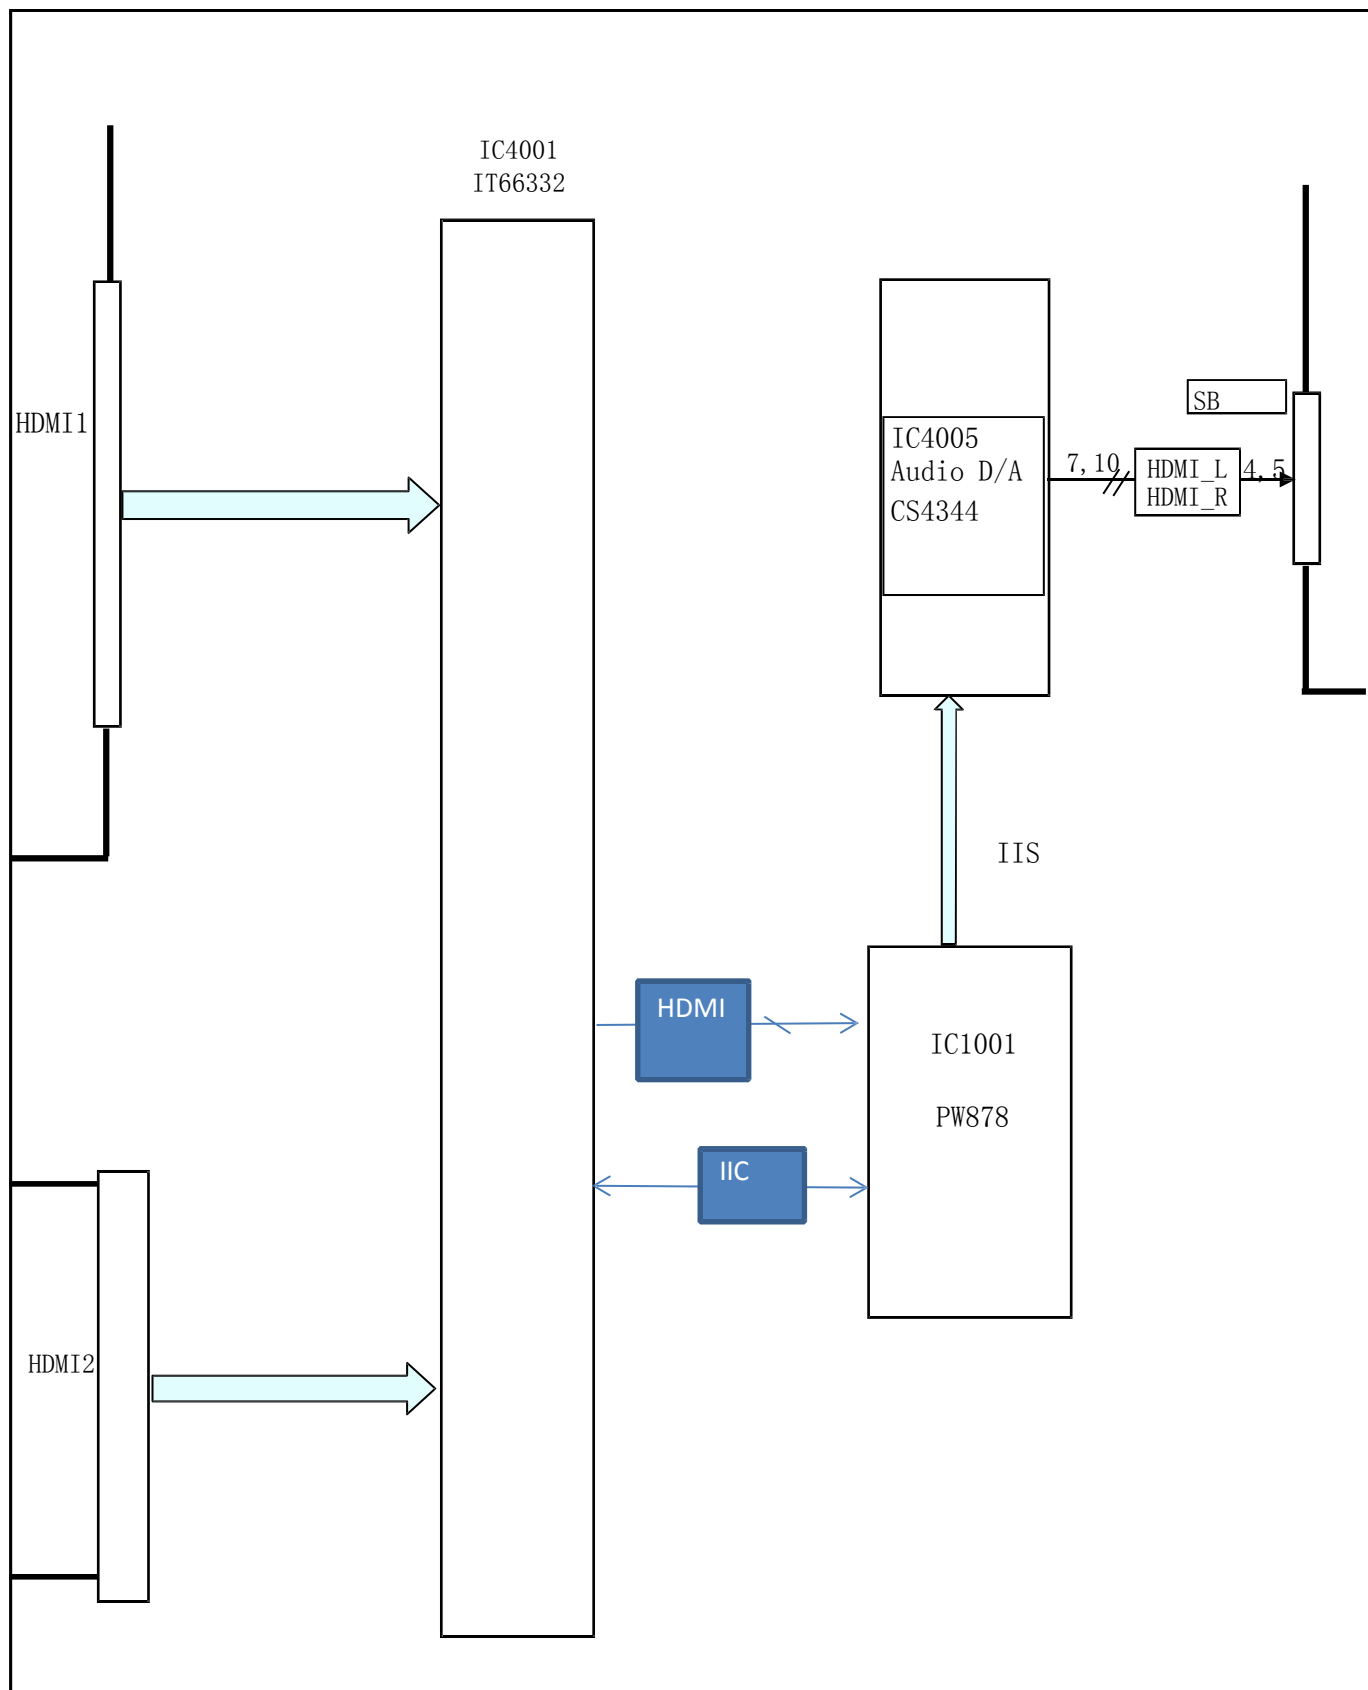 IC4001
IT66332
HDMI1
SB
IC4005
Audio D/A
CS4344
7,10
HDMI_L
HDMI_R
4,5
IIS
HDMI
IC1001
PW878
IIC
HDMI2